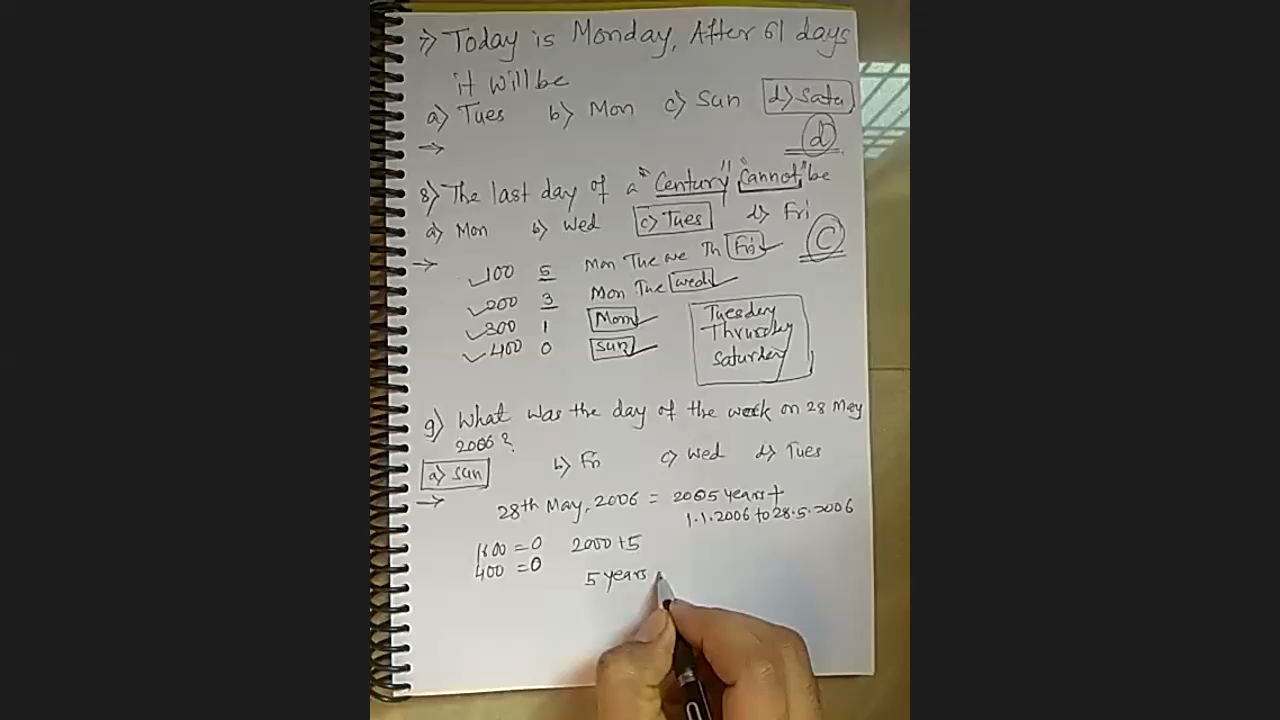 7) Today is Monday, After 61 days
it will be
a) Tues b) Mon c) Sun d) Satu
→ d
8) The last day of a "Century" "Cannot" be
a) Mon b) Wed c) Tues d) Fri
→ C
100 5 Mon Tue We Th Fri
200 3 Mon Tue Wed
300 1 Mon
400 0 Sun
Tuesday
Thrusday
Saturday
9) What was the day of the week on 28 May
2006?
a) Sun b) Fri c) Wed d) Tues
→ 28th May, 2006 = 2005 years +
1.1.2006 to 28.5.2006
1600 = 0 2000 + 5
400 = 0 5 years